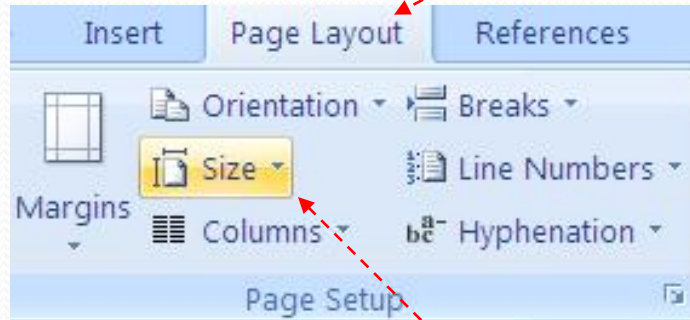 Insert Page Layout References
Orientation Breaks
Size Line Numbers
Margins
Columns Hyphenation
Page Setup